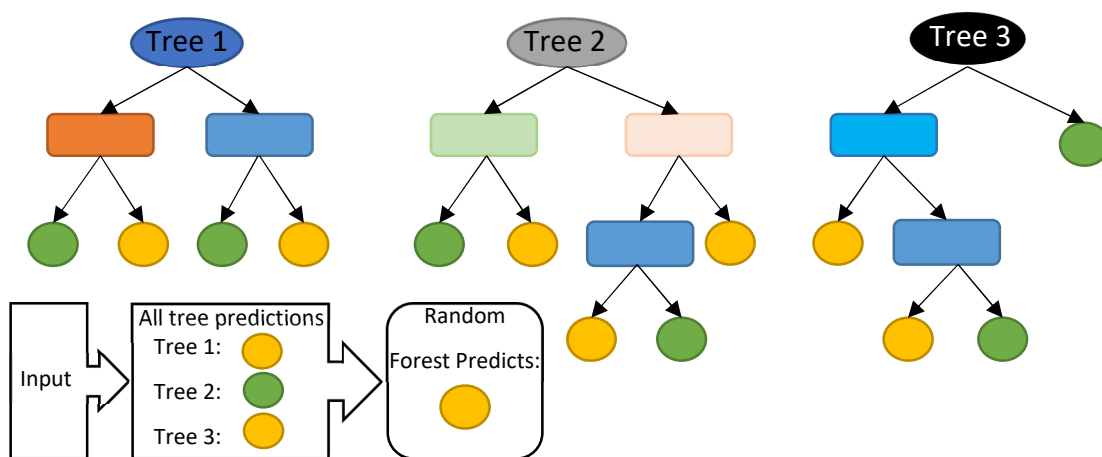 Tree 1
Tree 2
Tree 3
Input
All tree predictions
Tree 1:
Tree 2:
Tree 3:
Random
Forest Predicts: